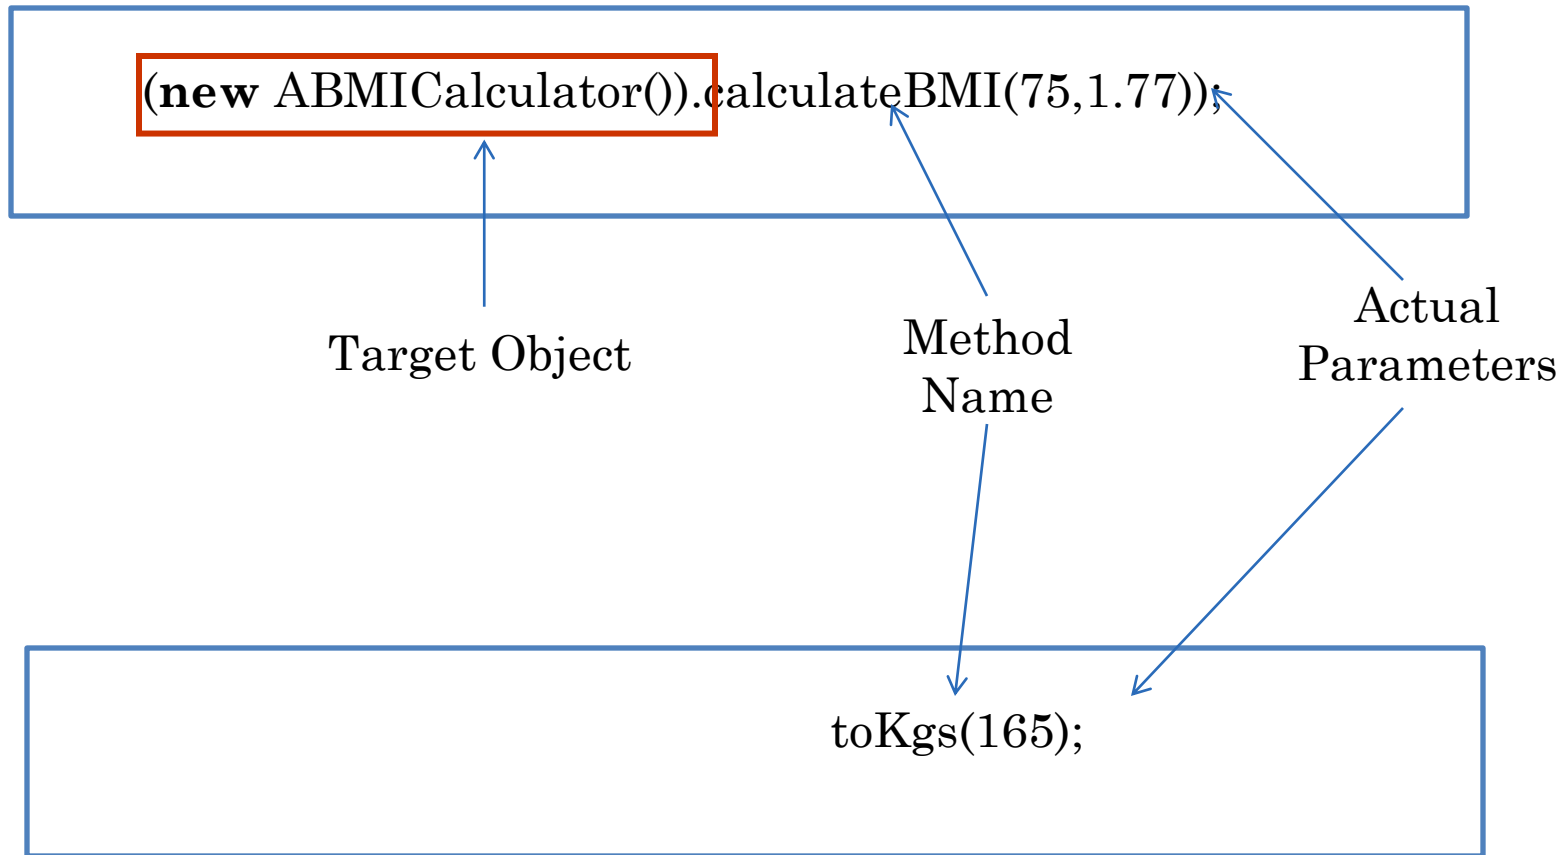 (new ABMICalculator()).calculateBMI(75,1.77));
Target Object
Method
Name
Actual
Parameters
toKgs(165);